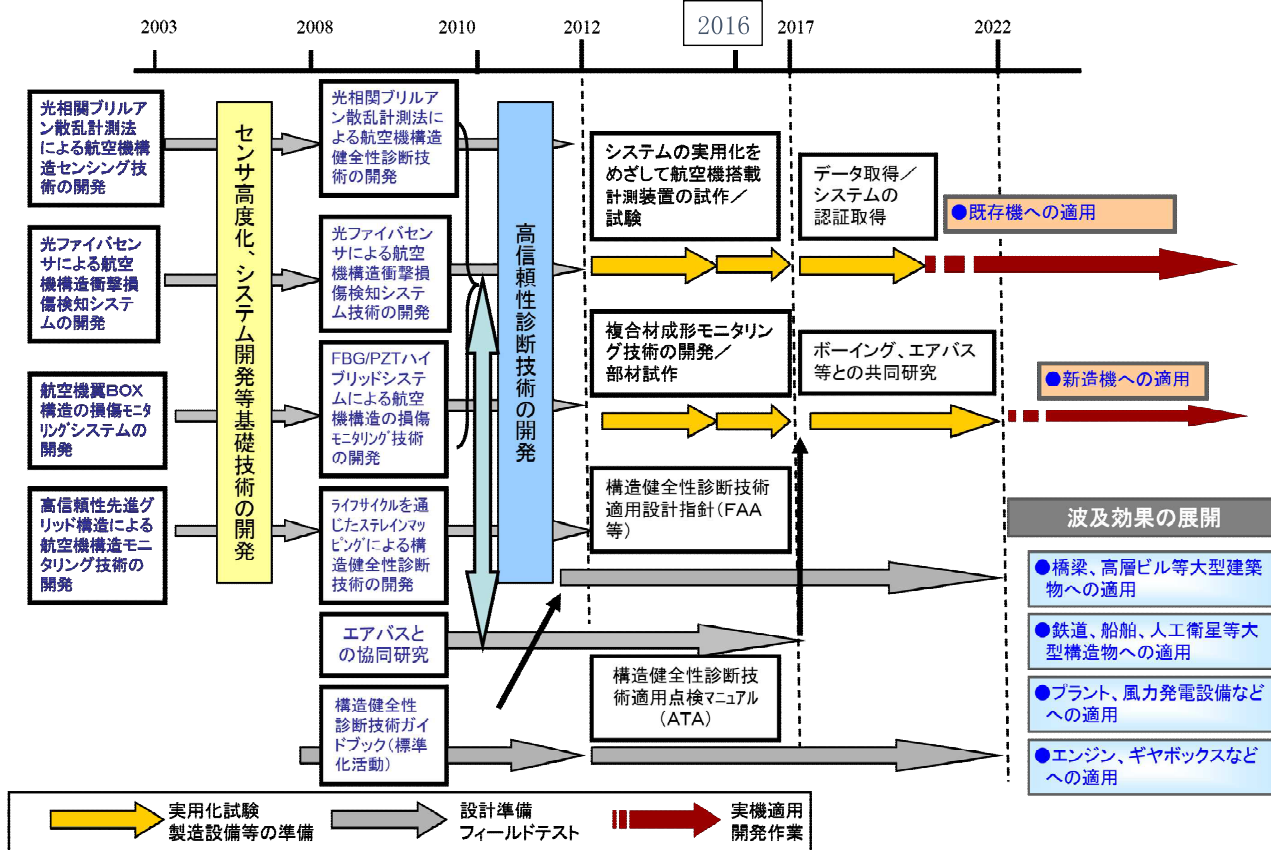 2003
2008
2010
2012
2016
2017
2022
光相関ブリルア
ン散乱計測法
による航空機構
造センシング技
術の開発
光ファイバセン
サによる航空
機構造衝撃損
傷検知システ
ムの開発
航空機翼BOX
構造の損傷モニタ
リングシステムの
開発
高信頼性先進グ
リッド構造による
航空機構造モニ
タリング技術の
開発
センサ高度化、システム開発等基礎技術の開発
光相関ブリルア
ン散乱計測法に
よる航空機構造
健全性診断技
術の開発
光ファイバセン
サによる航空
機構造衝撃損
傷検知システ
ム技術の開発
FBG/PZTハイ
ブリッドシステ
ムによる航空
機構造の損傷
モニタリング技術
の開発
ライフサイクルを通
じたステレインマッ
ピングによる構
造健全性診断
技術の開発
エアバスと
の協同研究
構造健全性
診断技術ガイ
ドブック(標準
化活動)
高信頼性診断技術の開発
システムの実用化を
めざして航空機搭載
計測装置の試作/
試験
複合材成形モニタリン
グ技術の開発/
部材試作
構造健全性診断技術
適用設計指針(FAA
等)
構造健全性診断技
術適用点検マニュアル
(ATA)
データ取得/
システムの
認証取得
ボーイング、エアバス
等との共同研究
●既存機への適用
●新造機への適用
波及効果の展開
●橋梁、高層ビル等大型建築
物への適用
●鉄道、船舶、人工衛星等大
型構造物への適用
●プラント、風力発電設備など
への適用
●エンジン、ギヤボックスなど
への適用
実用化試験
製造設備等の準備
設計準備
フィールドテスト
実機適用
開発作業